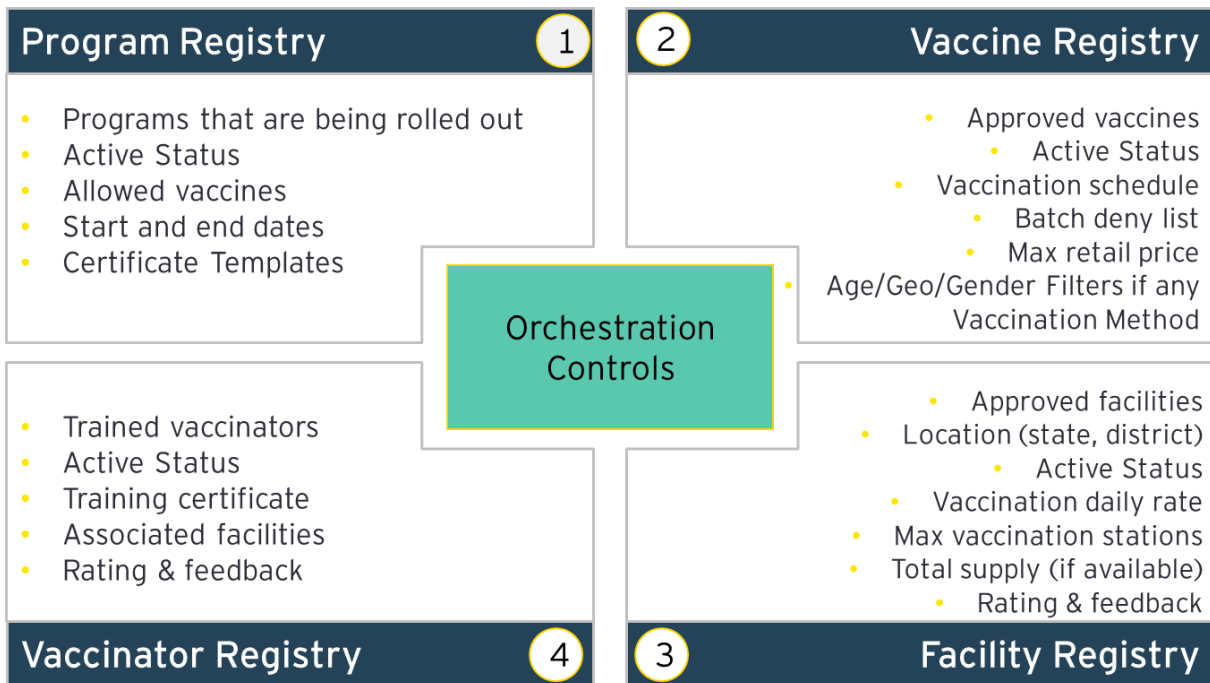 Program Registry
1
• Programs that are being rolled out
• Active Status
• Allowed vaccines
• Start and end dates
• Certificate Templates
2
Vaccine Registry
• Approved vaccines
• Active Status
• Vaccination schedule
• Batch deny list
• Max retail price
• Age/Geo/Gender Filters if any
Vaccination Method
Orchestration
Controls
• Trained vaccinators
• Active Status
• Training certificate
• Associated facilities
• Rating & feedback
Vaccinator Registry
4
• Approved facilities
• Location (state, district)
• Active Status
• Vaccination daily rate
• Max vaccination stations
• Total supply (if available)
• Rating & feedback
3
Facility Registry